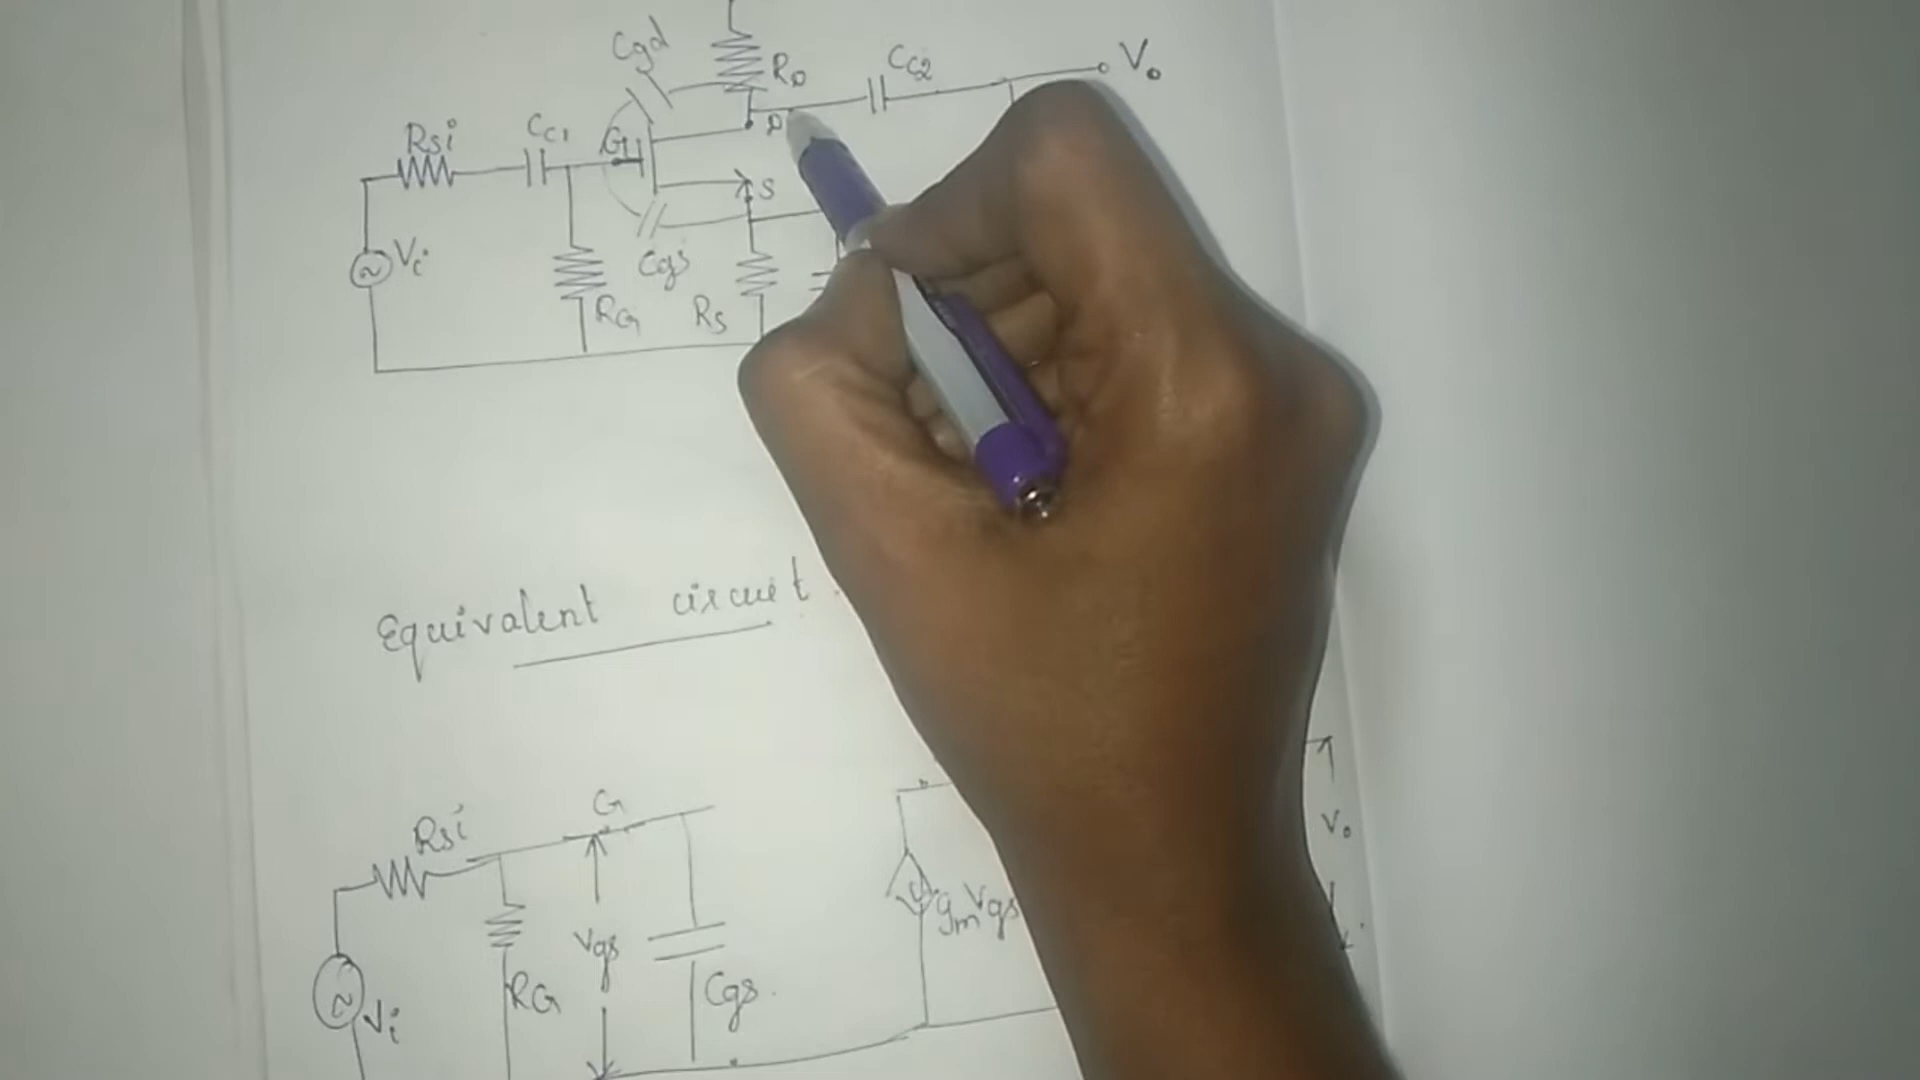 Cgd
RD
Cc2
Vo
Rsi
Cc1
G
D
S
Vi
Cgs
RG
Rs
Equivalent circuit
Rsi
G
Vo
gmVgs
Vgs
RG
Cgs
Vi